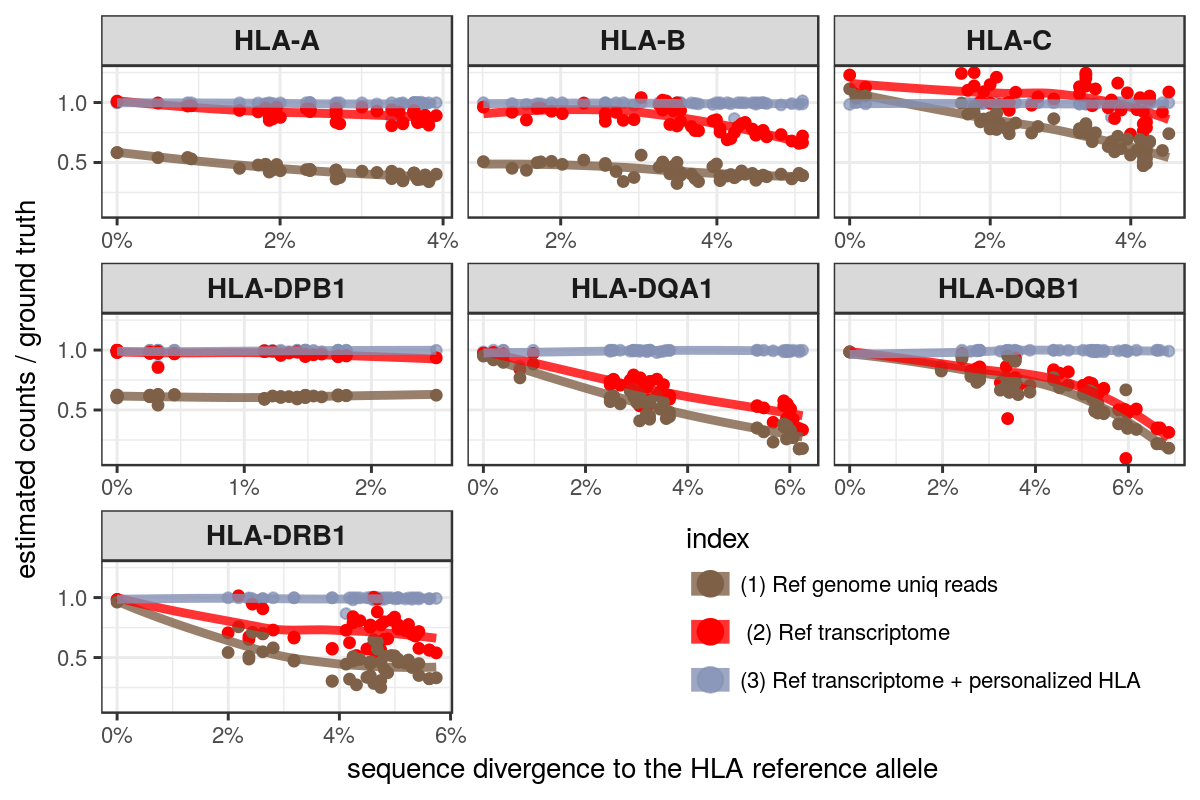 HLA-A HLA-B HLA-C
1.0
0.5
0% 2% 4% 2% 4% 0% 2% 4%
HLA-DPB1 HLA-DQA1 HLA-DQB1
1.0
0.5
0% 1% 2% 0% 2% 4% 6% 0% 2% 4% 6%
HLA-DRB1
1.0
0.5
0% 2% 4% 6%
estimated counts / ground truth
sequence divergence to the HLA reference allele
index
(1) Ref genome uniq reads
(2) Ref transcriptome
(3) Ref transcriptome + personalized HLA